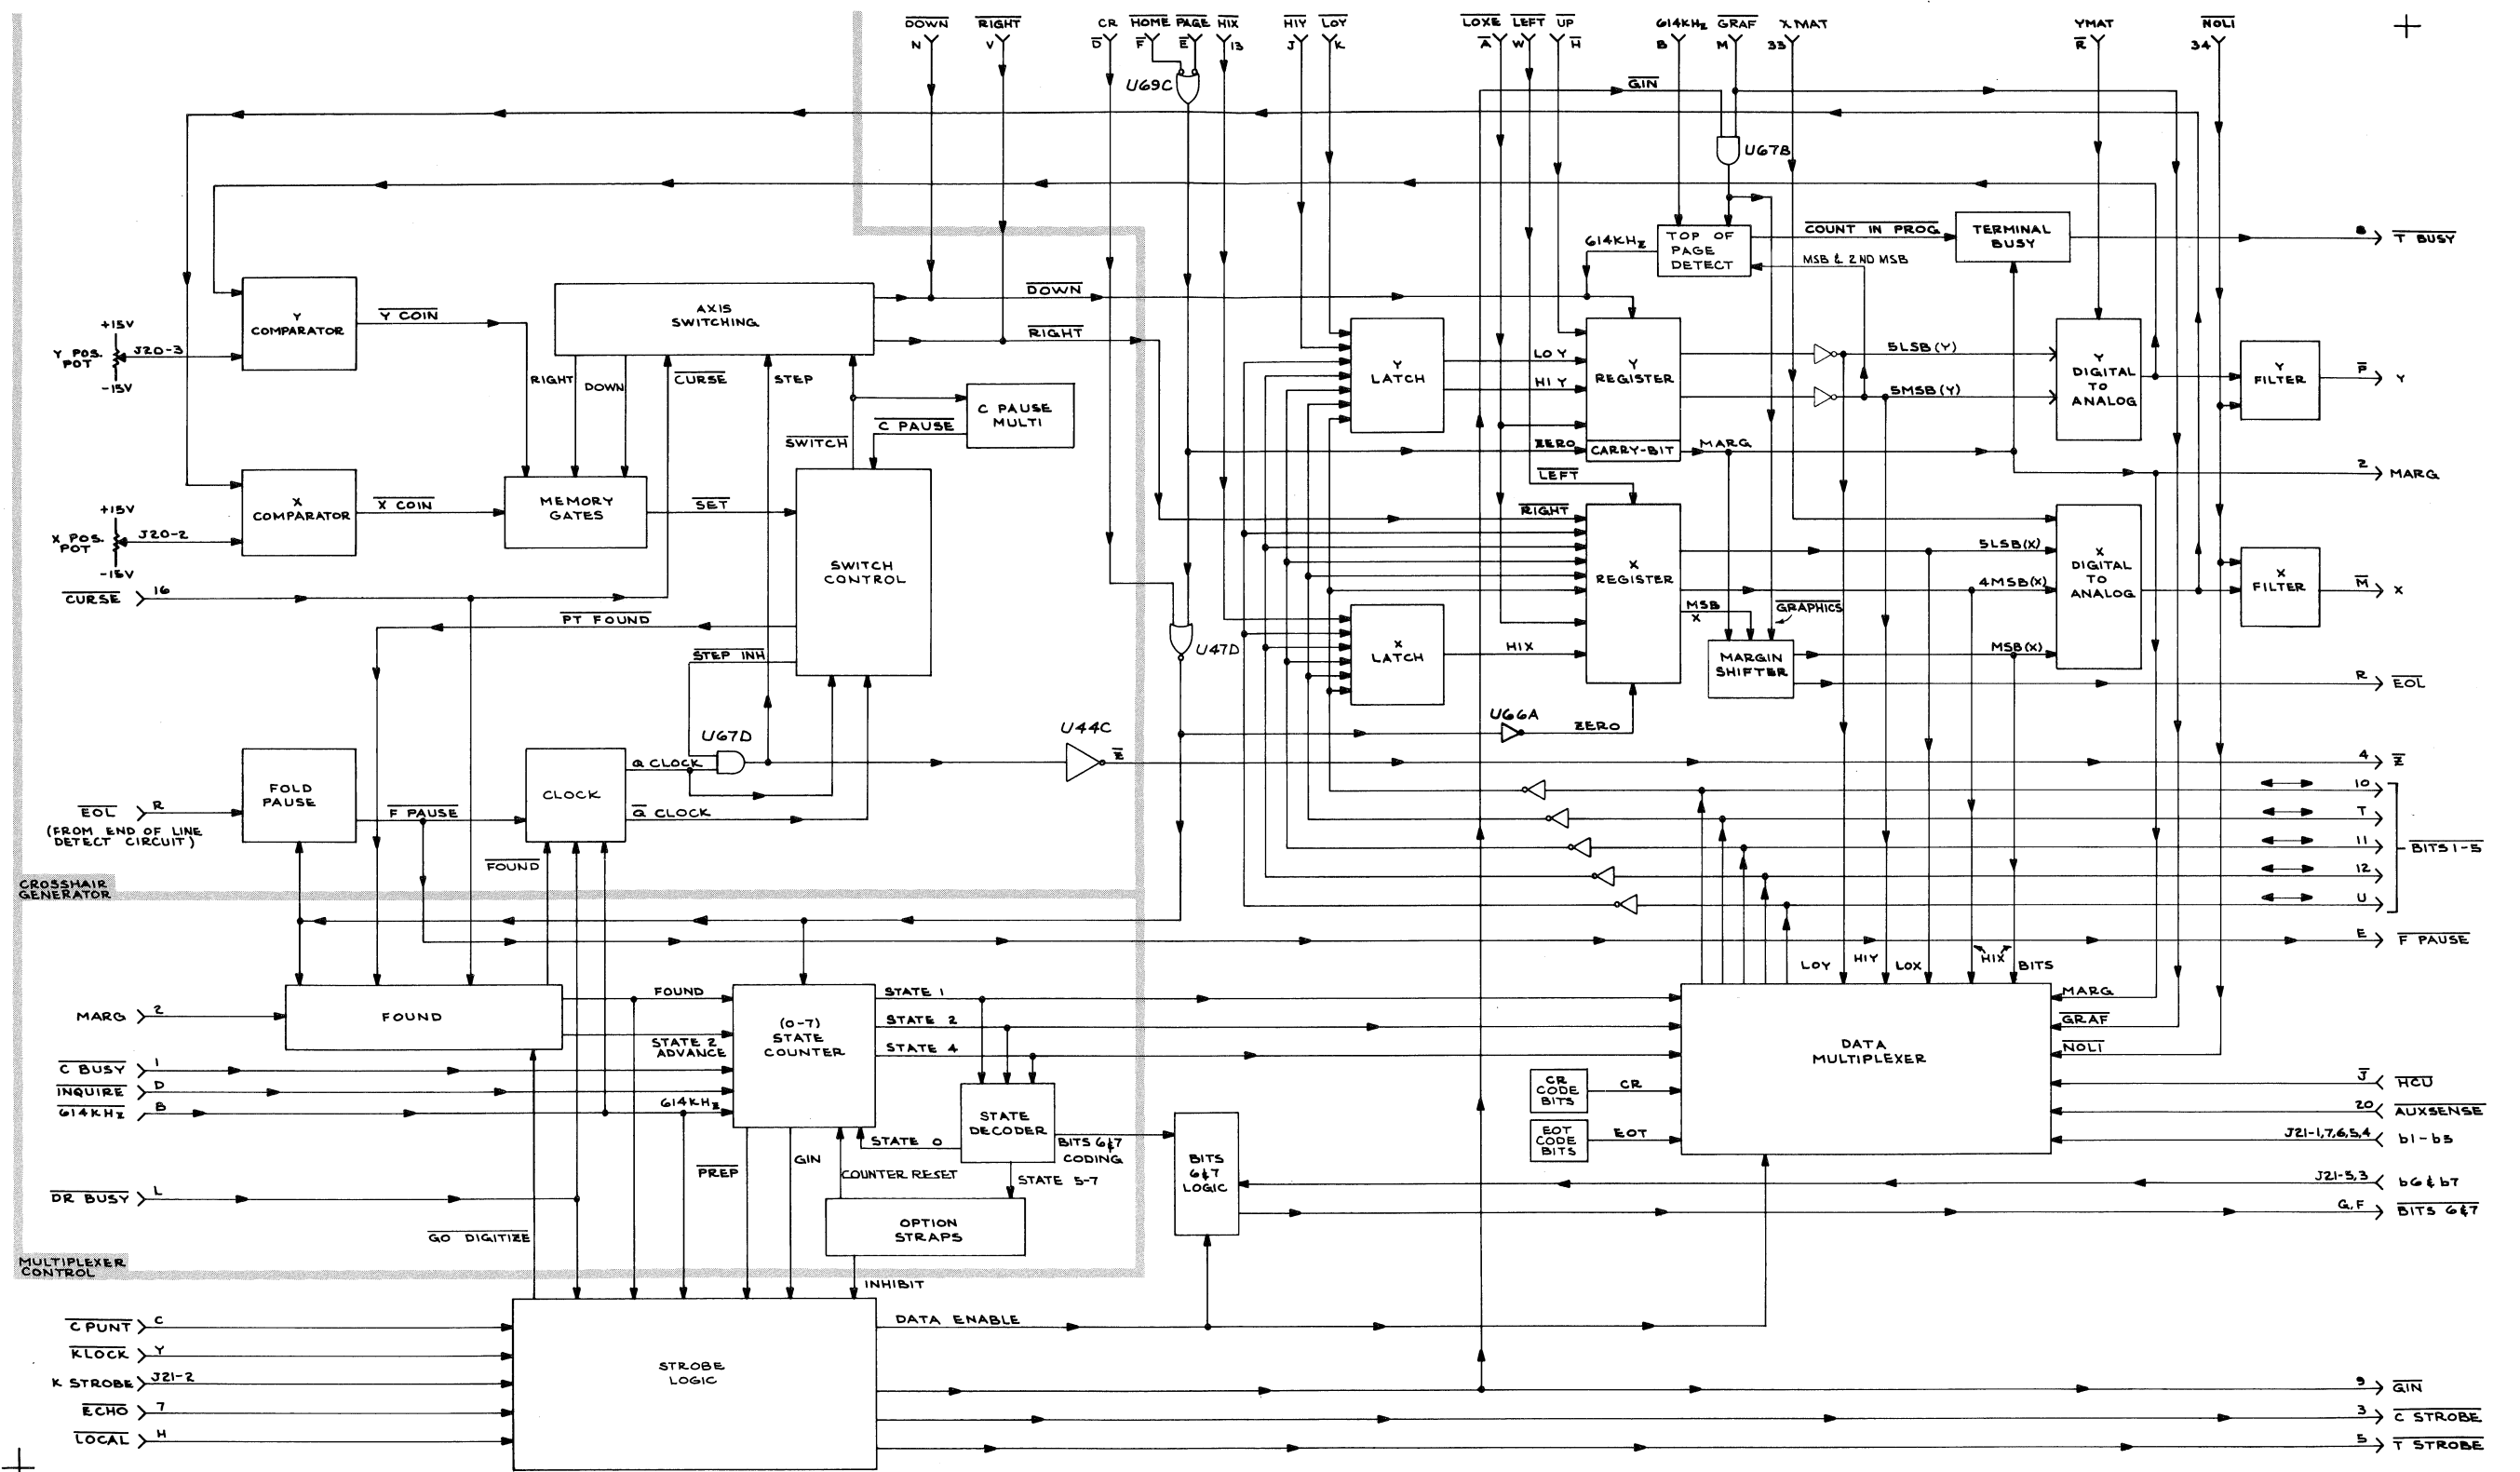 DOWN
RIGHT
CR
HOME
PAGE
HIX
HIY
LOY
LOXE
LEFT
UP
614KHz
GRAF
XMAT
YMAT
NOLI
N
V
D
F
E
13
J
K
A
W
H
B
M
33
R
34
U69C
GIN
U67B
COUNT IN PROG
TERMINAL
BUSY
8
T BUSY
614KHz
TOP OF
PAGE
DETECT
MSB & 2ND MSB
Y
COMPARATOR
Y COIN
AXIS
SWITCHING
DOWN
RIGHT
+15V
Y POS.
POT
J20-3
-15V
RIGHT
DOWN
CURSE
STEP
C PAUSE
MULTI
C PAUSE
SWITCH
Y
LATCH
LOY
HIY
Y
REGISTER
5LSB(Y)
5MSB(Y)
Y
DIGITAL
TO
ANALOG
Y
FILTER
P
Y
ZERO
CARRY-BIT
MARG
2
MARG
LEFT
X
COMPARATOR
X COIN
MEMORY
GATES
SET
+15V
X POS.
POT
J20-2
-15V
RIGHT
SWITCH
CONTROL
X
REGISTER
5LSB(X)
4MSB(X)
X
DIGITAL
TO
ANALOG
X
FILTER
M
X
CURSE
16
PT FOUND
STEP INH
U47D
MSB
X
GRAPHICS
X
LATCH
HIX
MARGIN
SHIFTER
MSB(X)
R
EOL
U67D
U44C
U66A
ZERO
Z
4
Z
FOLD
PAUSE
CLOCK
Q CLOCK
Q CLOCK
EOL
R
(FROM END OF LINE
DETECT CIRCUIT)
F PAUSE
FOUND
10
T
11
12
U
BITS 1-5
CROSSHAIR
GENERATOR
E
F PAUSE
LOY
HIY
LOX
HIX
BITS
MARG
2
FOUND
FOUND
STATE 2
ADVANCE
(0-7)
STATE
COUNTER
STATE 1
STATE 2
STATE 4
DATA
MULTIPLEXER
MARG
GRAF
NOLI
C BUSY
1
INQUIRE
D
614KHz
B
614KHz
STATE
DECODER
STATE 0
BITS 6&7
CODING
CR
CODE
BITS
CR
EOT
CODE
BITS
EOT
J
HCU
20
AUXSENSE
J21-1,7,6,5,4
b1-b5
BITS
6&7
LOGIC
PREP
GIN
COUNTER RESET
STATE 5-7
J21-5,3
b6 & b7
DR BUSY
L
OPTION
STRAPS
G,F
BITS 6&7
GO DIGITIZE
MULTIPLEXER
CONTROL
INHIBIT
C PUNT
C
KLOCK
Y
K STROBE
J21-2
ECHO
7
LOCAL
H
STROBE
LOGIC
DATA ENABLE
9
GIN
3
C STROBE
5
T STROBE